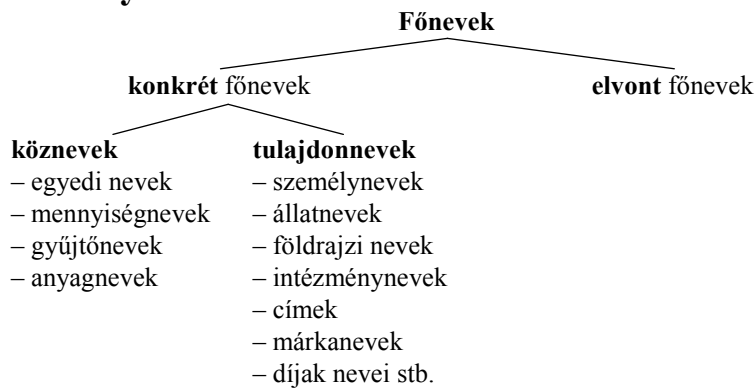 Főnevek
konkrét főnevek
elvont főnevek
köznevek
– egyedi nevek
– mennyiségnevek
– gyűjtőnevek
– anyagnevek
tulajdonnevek
– személynevek
– állatnevek
– földrajzi nevek
– intézménynevek
– címek
– márkanevek
– díjak nevei stb.